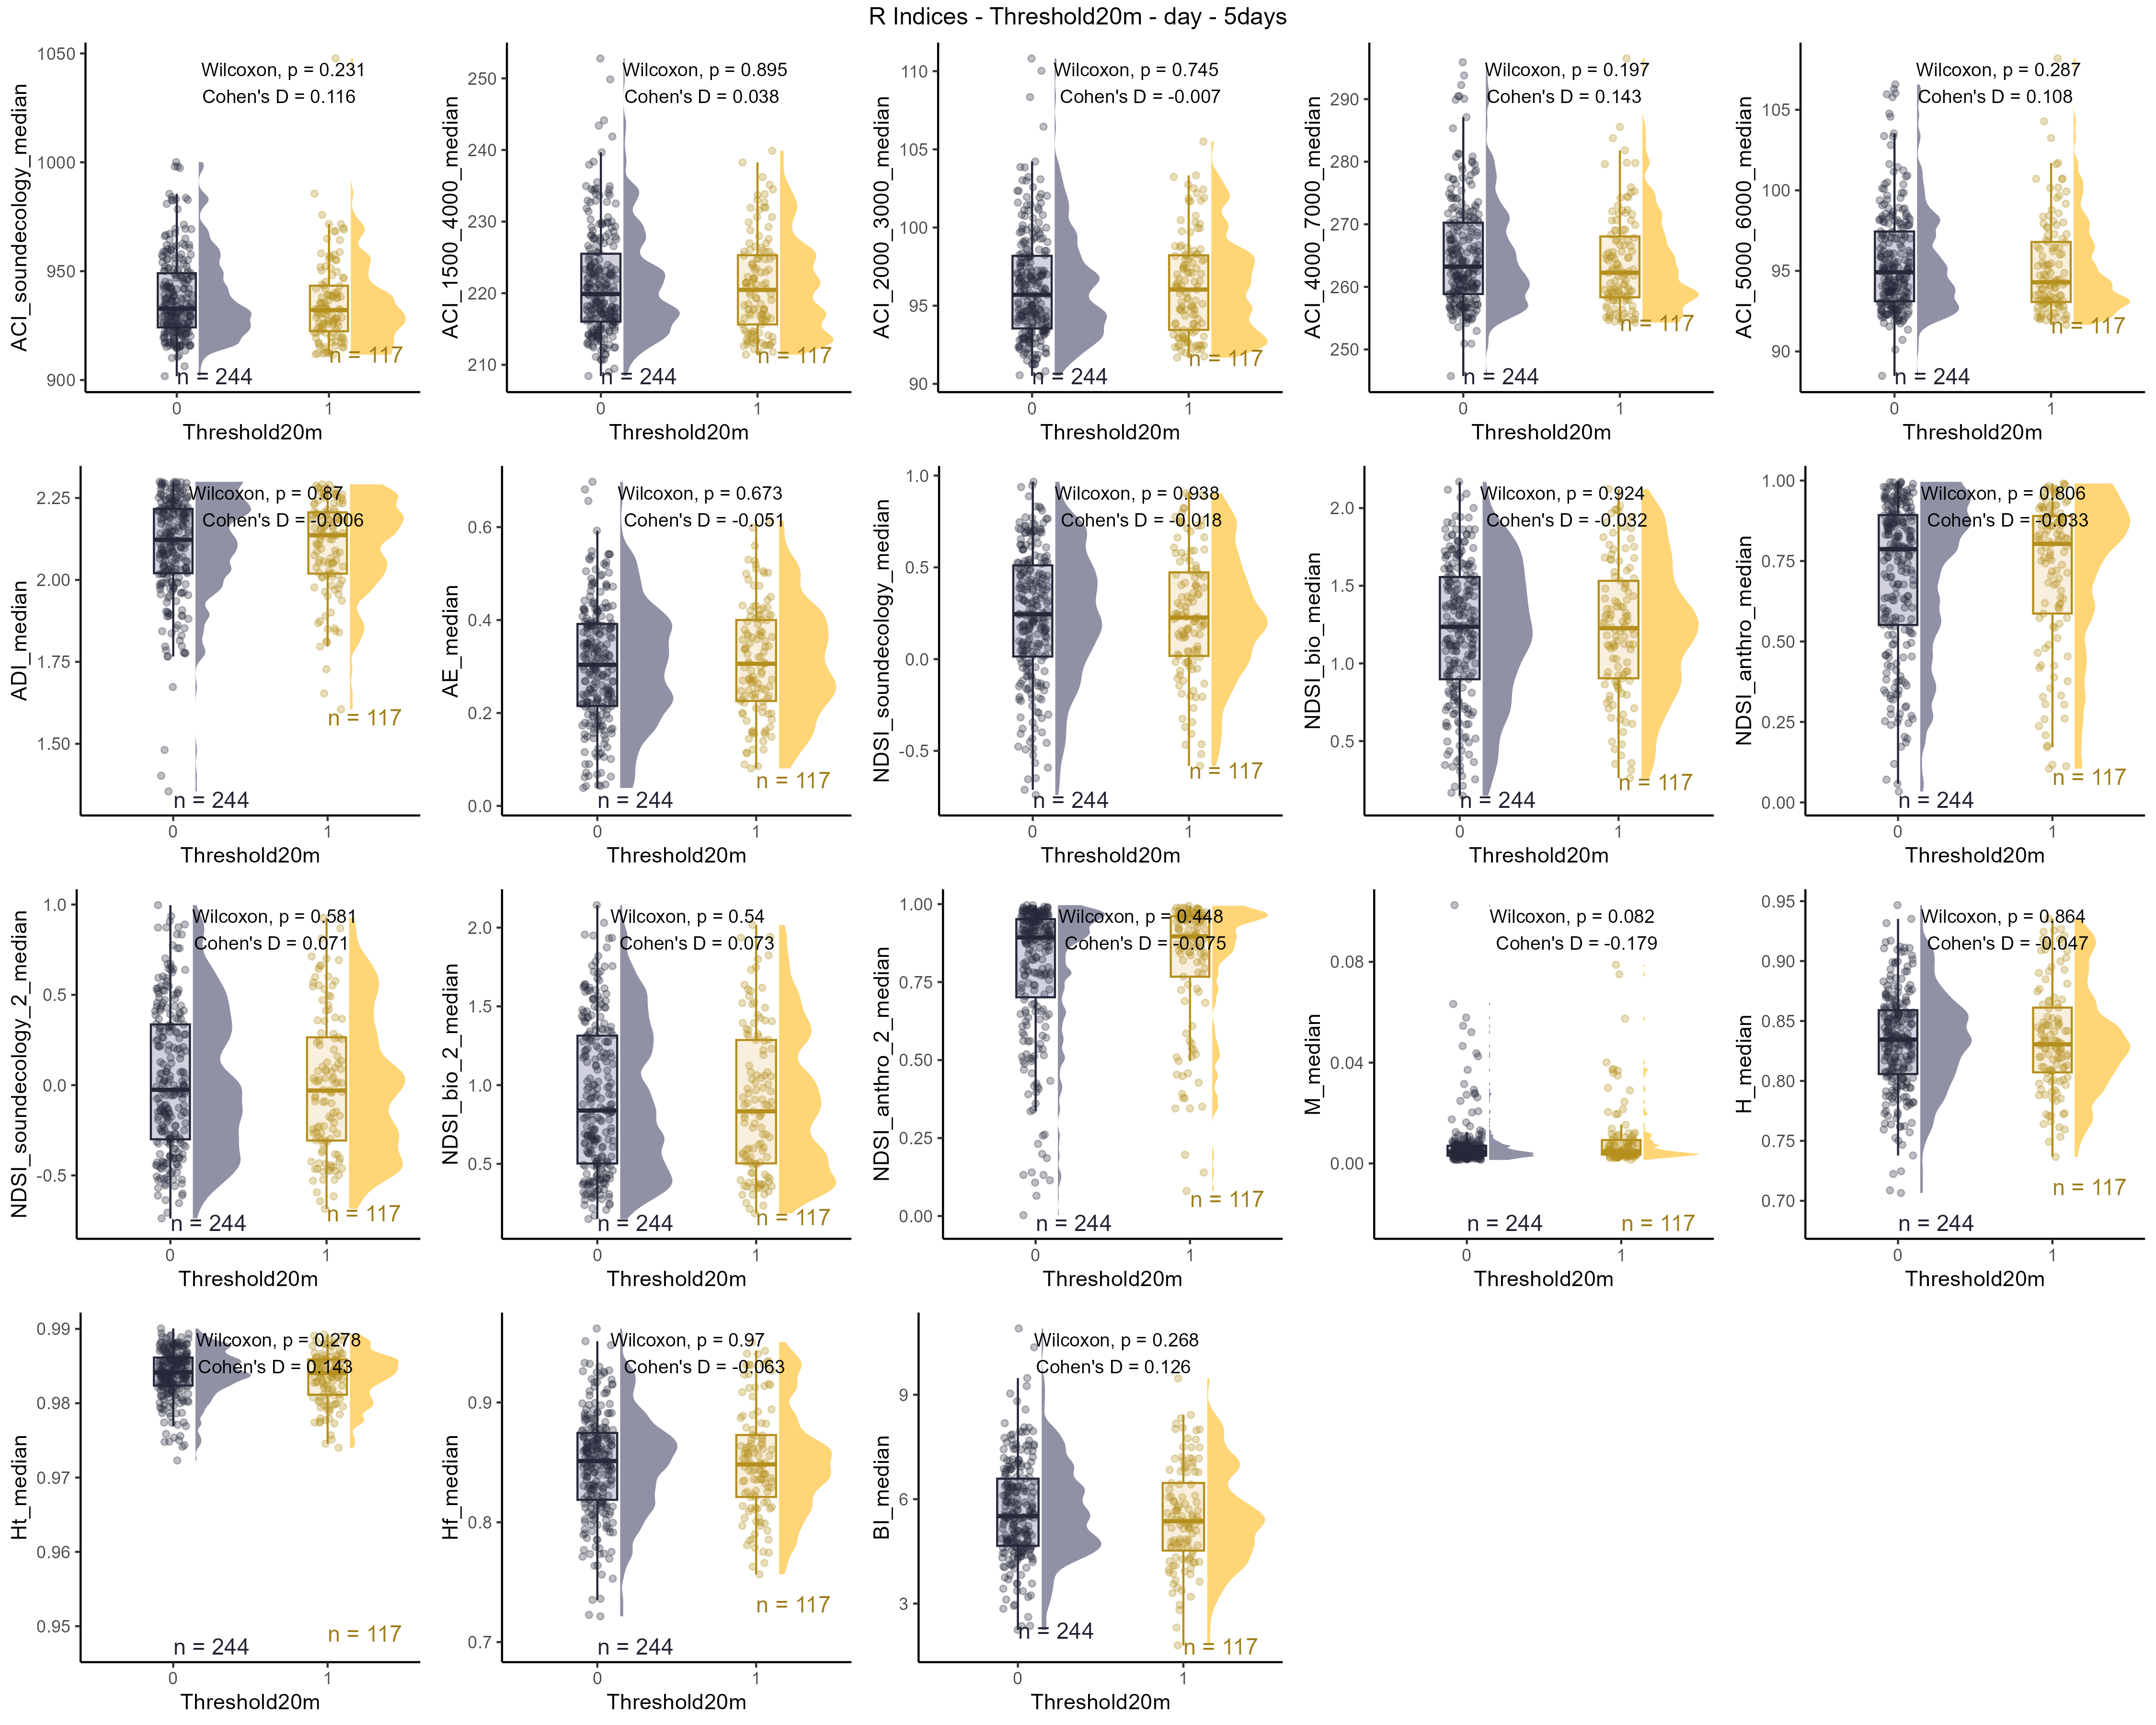 R Indices - Threshold20m - day - 5days
ACI_soundecology_median
1050
1000
950
900
Wilcoxon, p = 0.231
Cohen's D = 0.116
n = 244
n = 117
0
1
Threshold20m
ACI_1500_4000_median
250
240
230
220
210
Wilcoxon, p = 0.895
Cohen's D = 0.038
n = 244
n = 117
0
1
Threshold20m
ACI_2000_3000_median
110
105
100
95
90
Wilcoxon, p = 0.745
Cohen's D = -0.007
n = 244
n = 117
0
1
Threshold20m
ACI_4000_7000_median
290
280
270
260
250
Wilcoxon, p = 0.197
Cohen's D = 0.143
n = 244
n = 117
0
1
Threshold20m
ACI_5000_6000_median
105
100
95
90
Wilcoxon, p = 0.287
Cohen's D = 0.108
n = 244
n = 117
0
1
Threshold20m
ADI_median
2.25
2.00
1.75
1.50
Wilcoxon, p = 0.87
Cohen's D = -0.006
n = 244
n = 117
0
1
Threshold20m
AE_median
0.6
0.4
0.2
0.0
Wilcoxon, p = 0.673
Cohen's D = -0.051
n = 244
n = 117
0
1
Threshold20m
NDSI_soundecology_median
1.0
0.5
0.0
-0.5
Wilcoxon, p = 0.938
Cohen's D = -0.018
n = 244
n = 117
0
1
Threshold20m
NDSI_bio_median
2.0
1.5
1.0
0.5
Wilcoxon, p = 0.924
Cohen's D = -0.032
n = 244
n = 117
0
1
Threshold20m
NDSI_anthro_median
1.00
0.75
0.50
0.25
0.00
Wilcoxon, p = 0.806
Cohen's D = -0.033
n = 244
n = 117
0
1
Threshold20m
NDSI_soundecology_2_median
1.0
0.5
0.0
-0.5
Wilcoxon, p = 0.581
Cohen's D = 0.071
n = 244
n = 117
0
1
Threshold20m
NDSI_bio_2_median
2.0
1.5
1.0
0.5
Wilcoxon, p = 0.54
Cohen's D = 0.073
n = 244
n = 117
0
1
Threshold20m
NDSI_anthro_2_median
1.00
0.75
0.50
0.25
0.00
Wilcoxon, p = 0.448
Cohen's D = -0.075
n = 244
n = 117
0
1
Threshold20m
M_median
0.08
0.04
0.00
Wilcoxon, p = 0.082
Cohen's D = -0.179
n = 244
n = 117
0
1
Threshold20m
H_median
0.95
0.90
0.85
0.80
0.75
0.70
Wilcoxon, p = 0.864
Cohen's D = -0.047
n = 244
n = 117
0
1
Threshold20m
Ht_median
0.99
0.98
0.97
0.96
0.95
Wilcoxon, p = 0.278
Cohen's D = 0.143
n = 244
n = 117
0
1
Threshold20m
Hf_median
0.9
0.8
0.7
Wilcoxon, p = 0.97
Cohen's D = -0.063
n = 244
n = 117
0
1
Threshold20m
BI_median
9
6
3
Wilcoxon, p = 0.268
Cohen's D = 0.126
n = 244
n = 117
0
1
Threshold20m